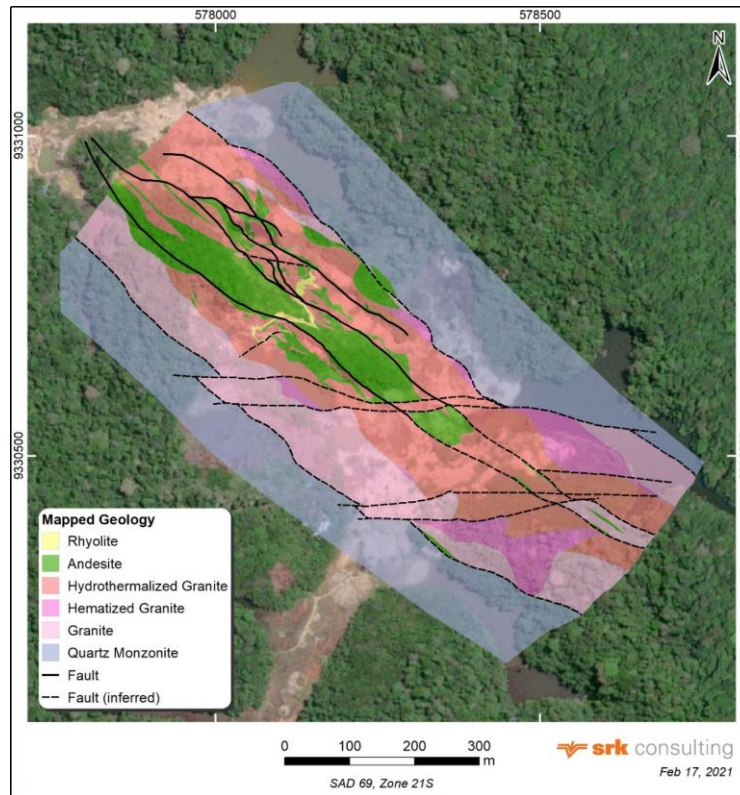 578000
578500
N
9331000
9330500
Mapped Geology
Rhyolite
Andesite
Hydrothermalized Granite
Hematized Granite
Granite
Quartz Monzonite
Fault
Fault (inferred)
0 100 200 300
m
SAD 69, Zone 21S
srk consulting
Feb 17, 2021